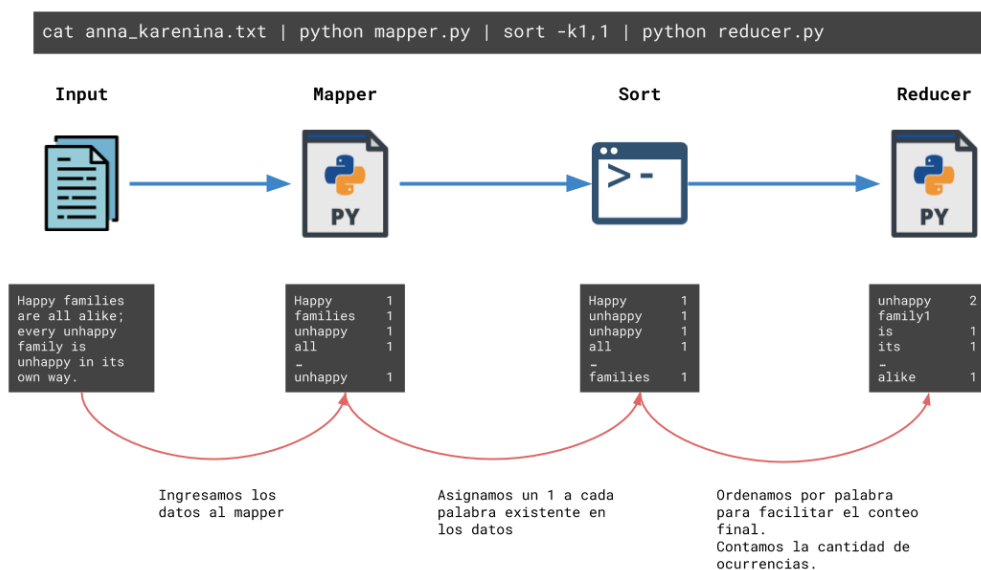 cat anna_karenina.txt | python mapper.py | sort -k1,1 | python reducer.py
Input
Mapper
Sort
Reducer
PY
>-
PY
Happy families
are all alike;
every unhappy
family is
unhappy in its
own way.
Happy 1
families 1
unhappy 1
all 1
…
unhappy 1
Happy 1
unhappy 1
unhappy 1
all 1
…
families 1
unhappy 2
family1
is 1
its 1
…
alike 1
Ingresamos los
datos al mapper
Asignamos un 1 a cada
palabra existente en
los datos
Ordenamos por palabra
para facilitar el conteo
final.
Contamos la cantidad de
ocurrencias.